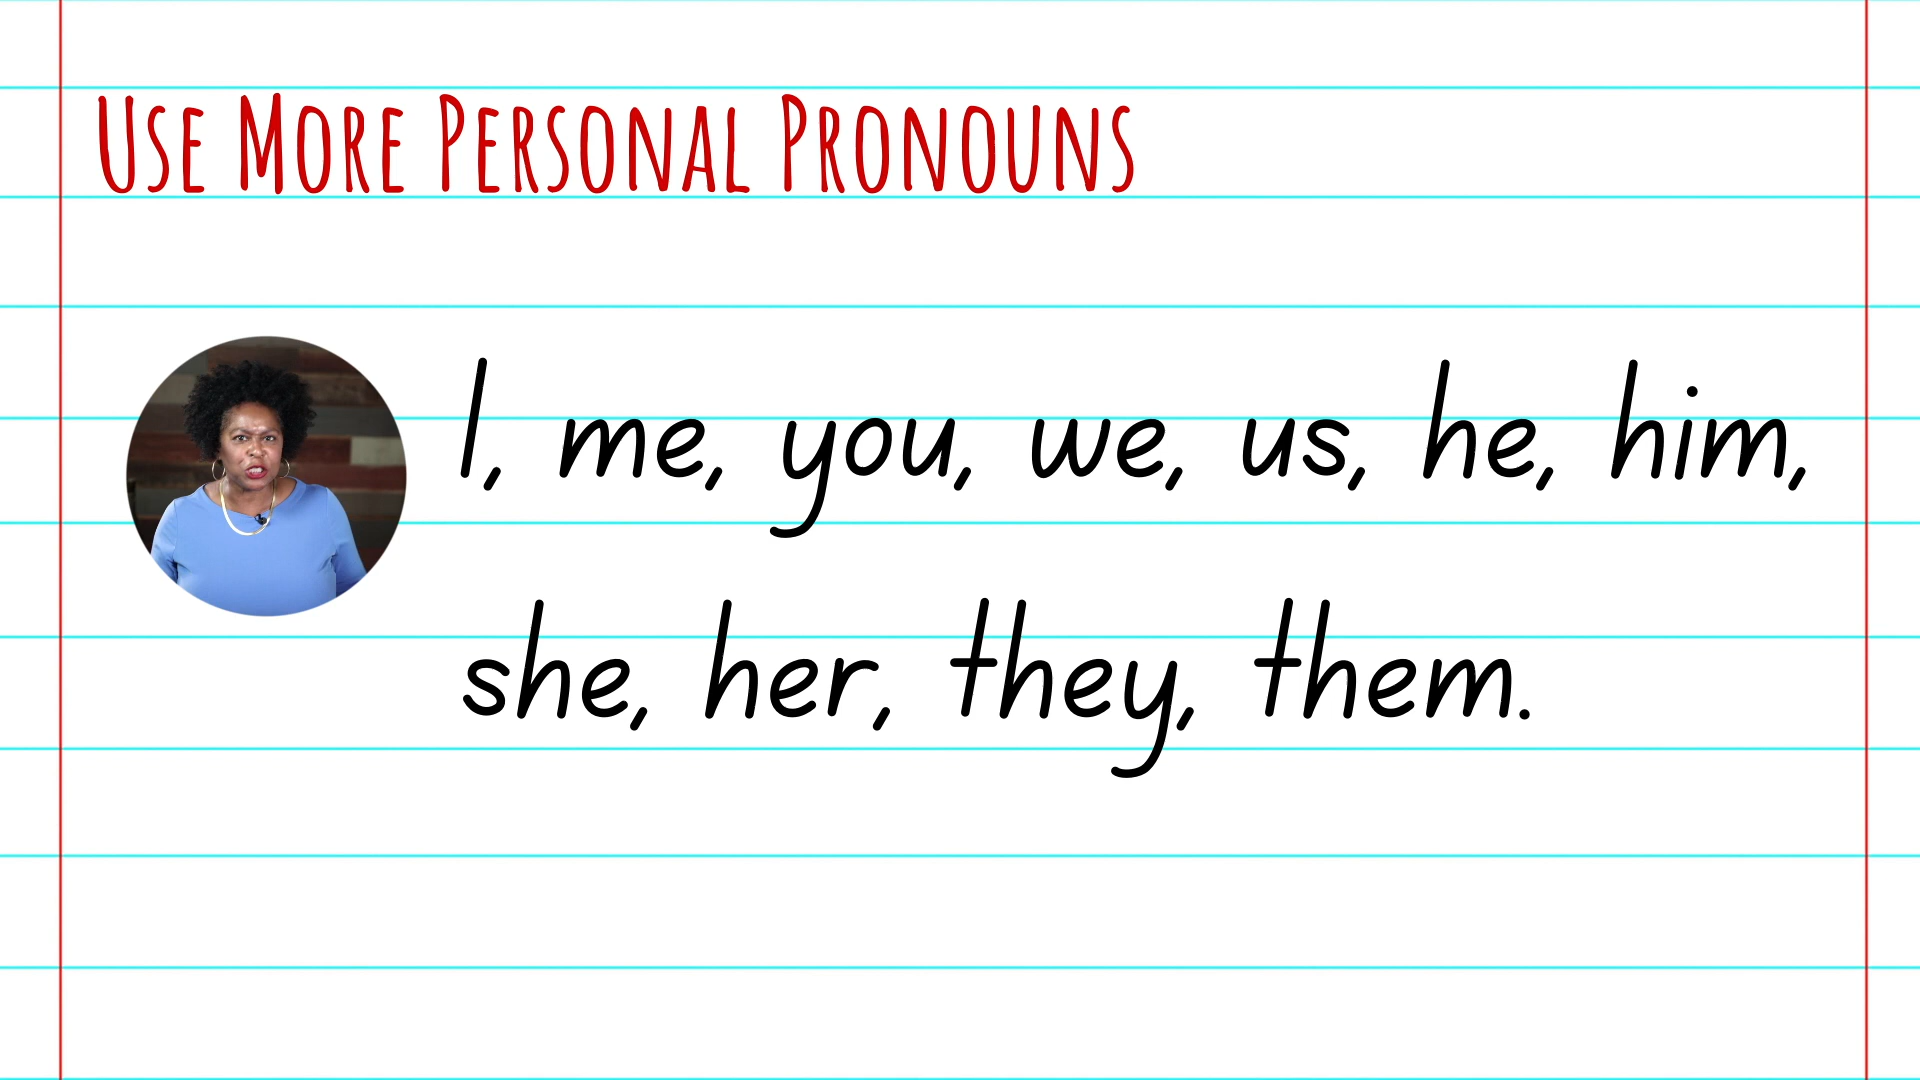 Use More Personal Pronouns
I, me, you, we, us, he, him,
she, her, they, them.